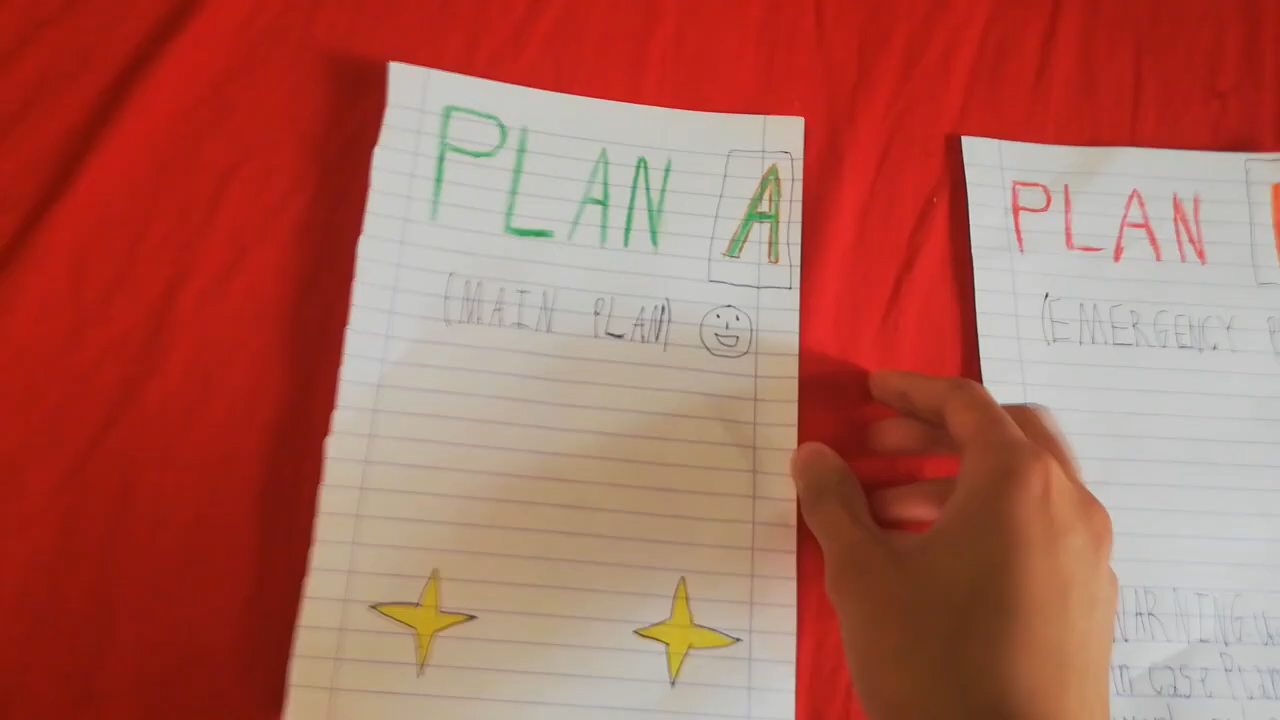 PLAN A
(MAIN PLAN)
PLAN
(EMERGENCY
WARNING
in case Plan